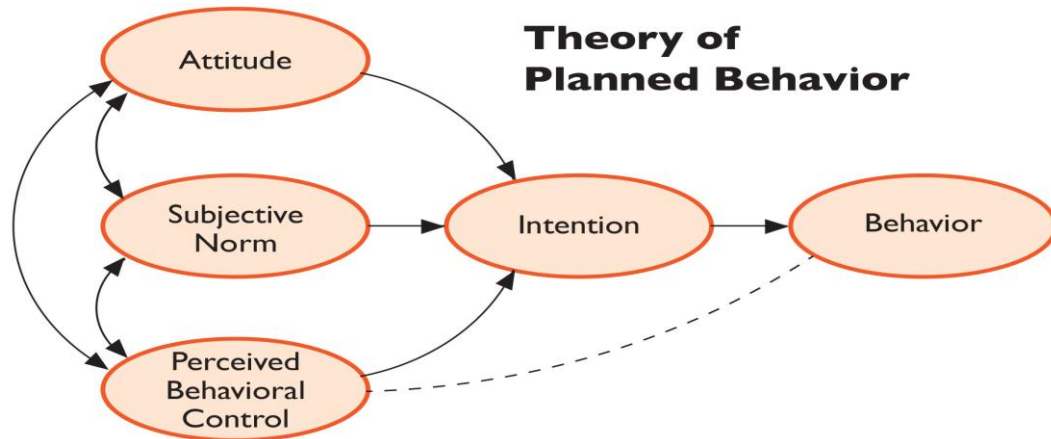 Theory of
Planned Behavior
Attitude
Subjective
Norm
Intention
Behavior
Perceived
Behavioral
Control